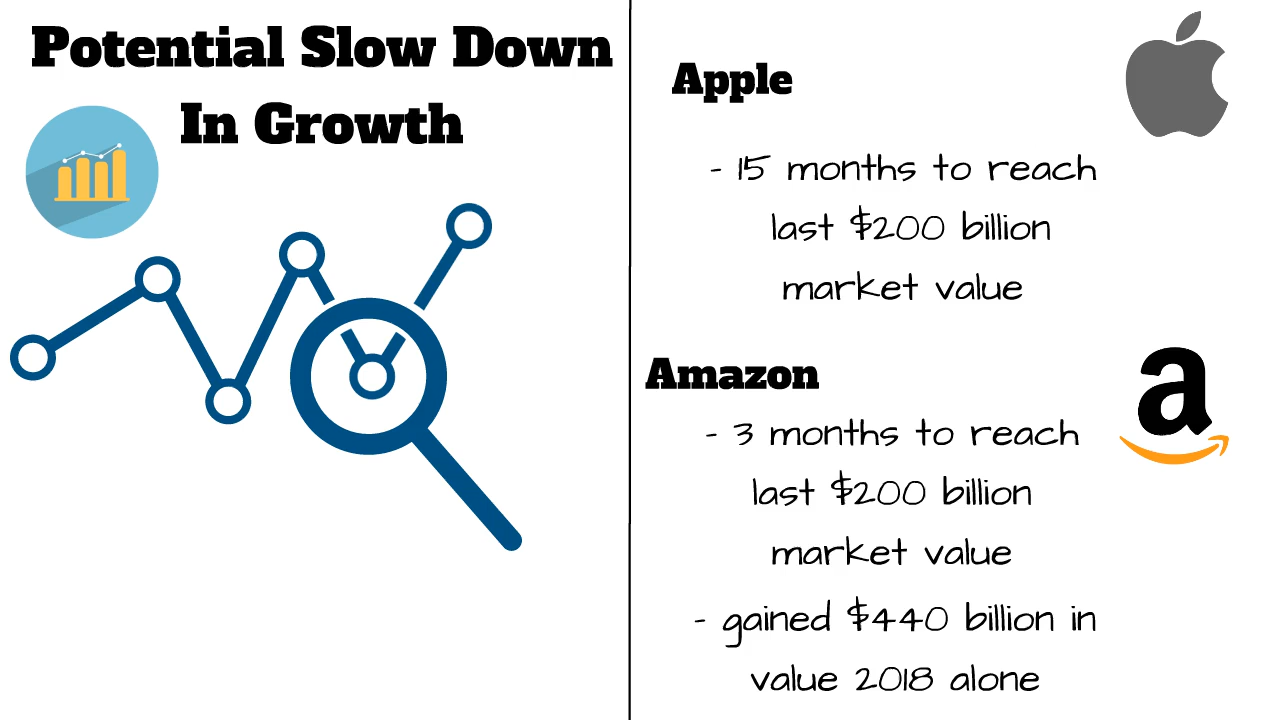 Potential Slow Down
In Growth
Apple
- 15 months to reach
last $200 billion
market value
Amazon
- 3 months to reach
last $200 billion
market value
- gained $440 billion in
value 2018 alone